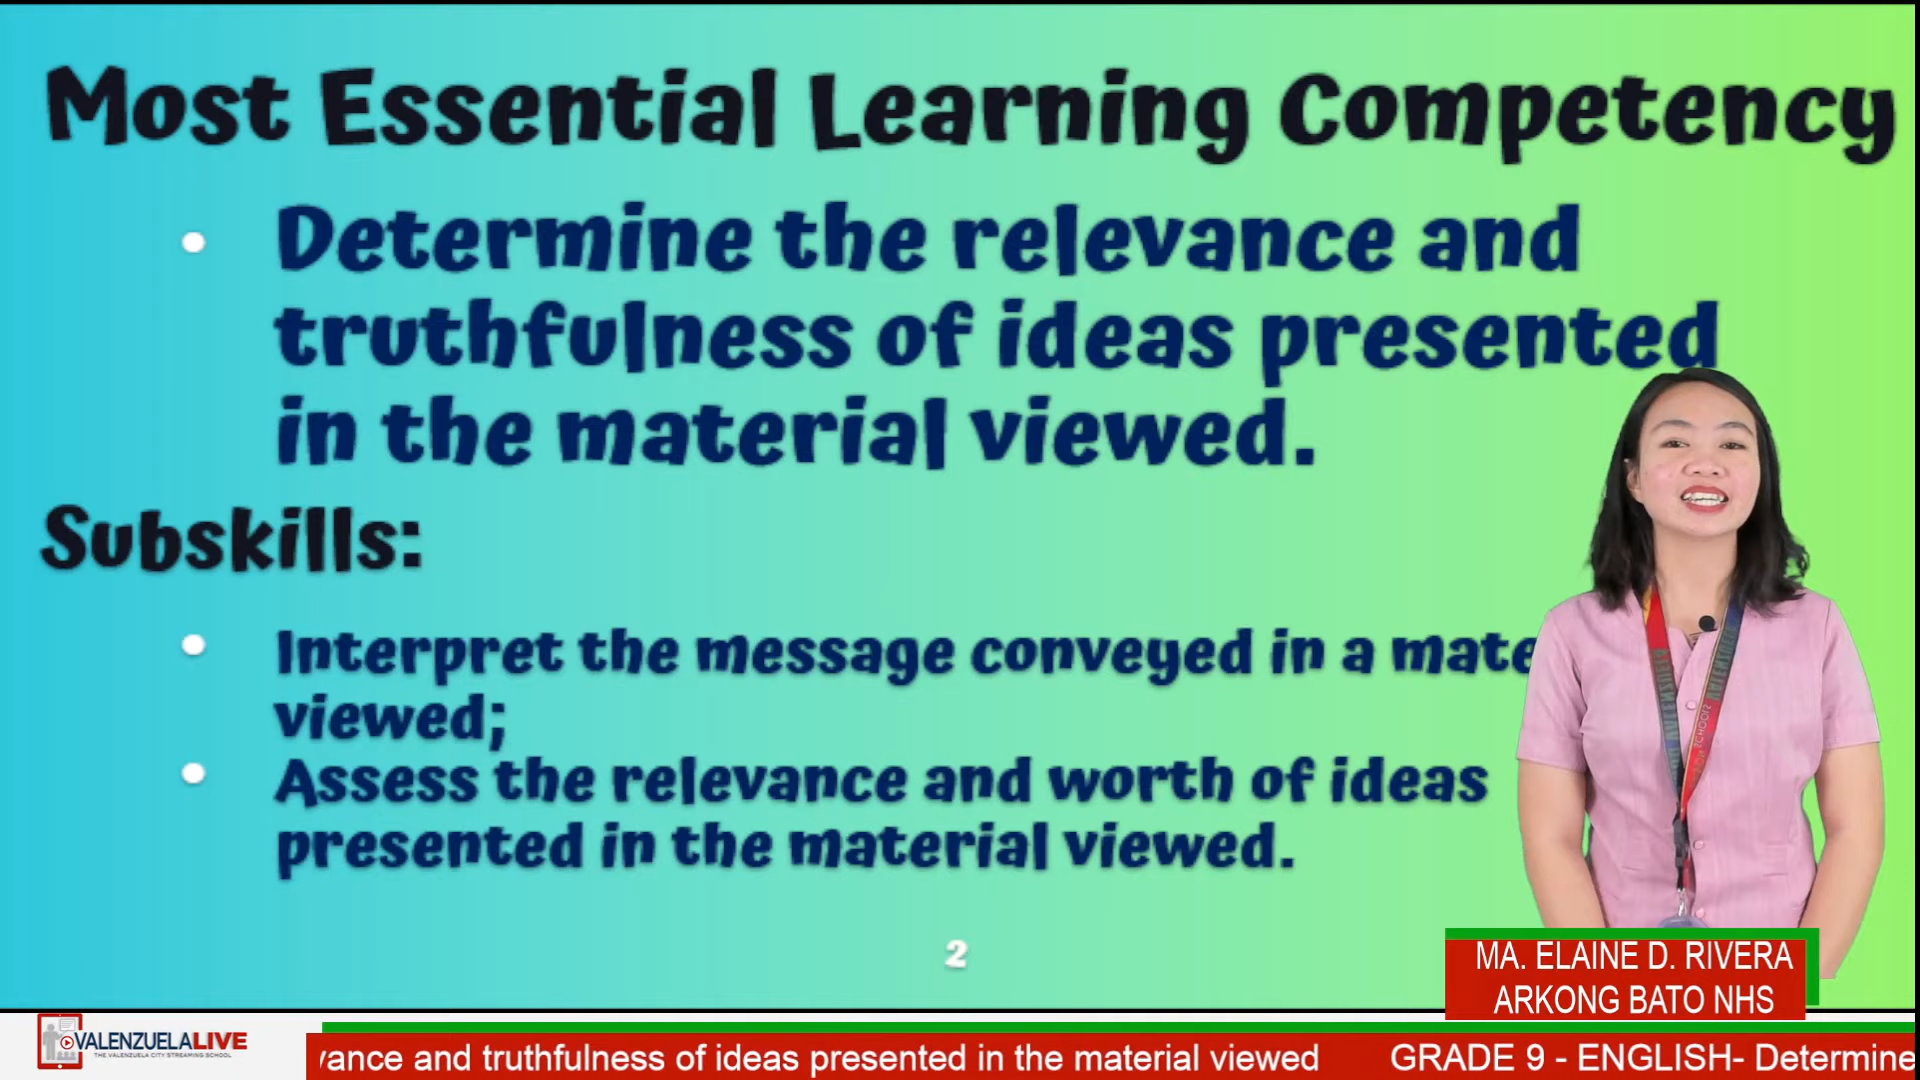 Most Essential Learning Competency
Determine the relevance and
truthfulness of ideas presented
in the material viewed.
Subskills:
Interpret the message conveyed in a mate
viewed;
Assess the relevance and worth of ideas
presented in the material viewed.
2
MA. ELAINE D. RIVERA
ARKONG BATO NHS
VALENZUELALIVE
THE VALENZUELA CITY STREAMING SCHOOL
vance and truthfulness of ideas presented in the material viewed GRADE 9 - ENGLISH- Determine